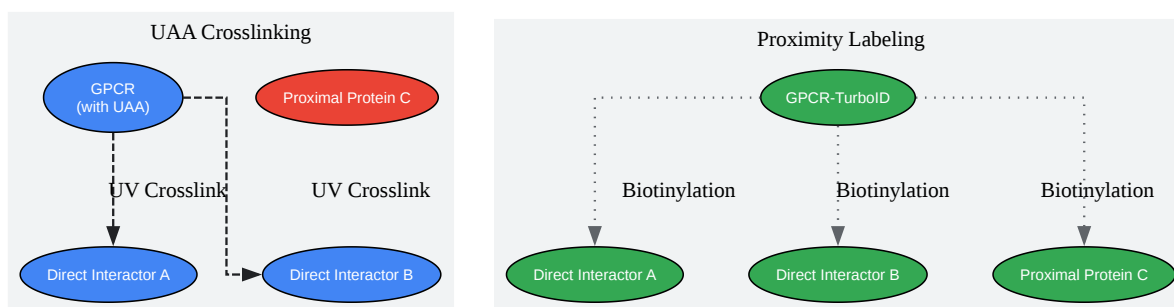 UAA Crosslinking
GPCR
(with UAA)
Proximal Protein C
UV Crosslink
UV Crosslink
Direct Interactor A
Direct Interactor B
Proximity Labeling
GPCR-TurboID
Biotinylation
Biotinylation
Biotinylation
Direct Interactor A
Direct Interactor B
Proximal Protein C